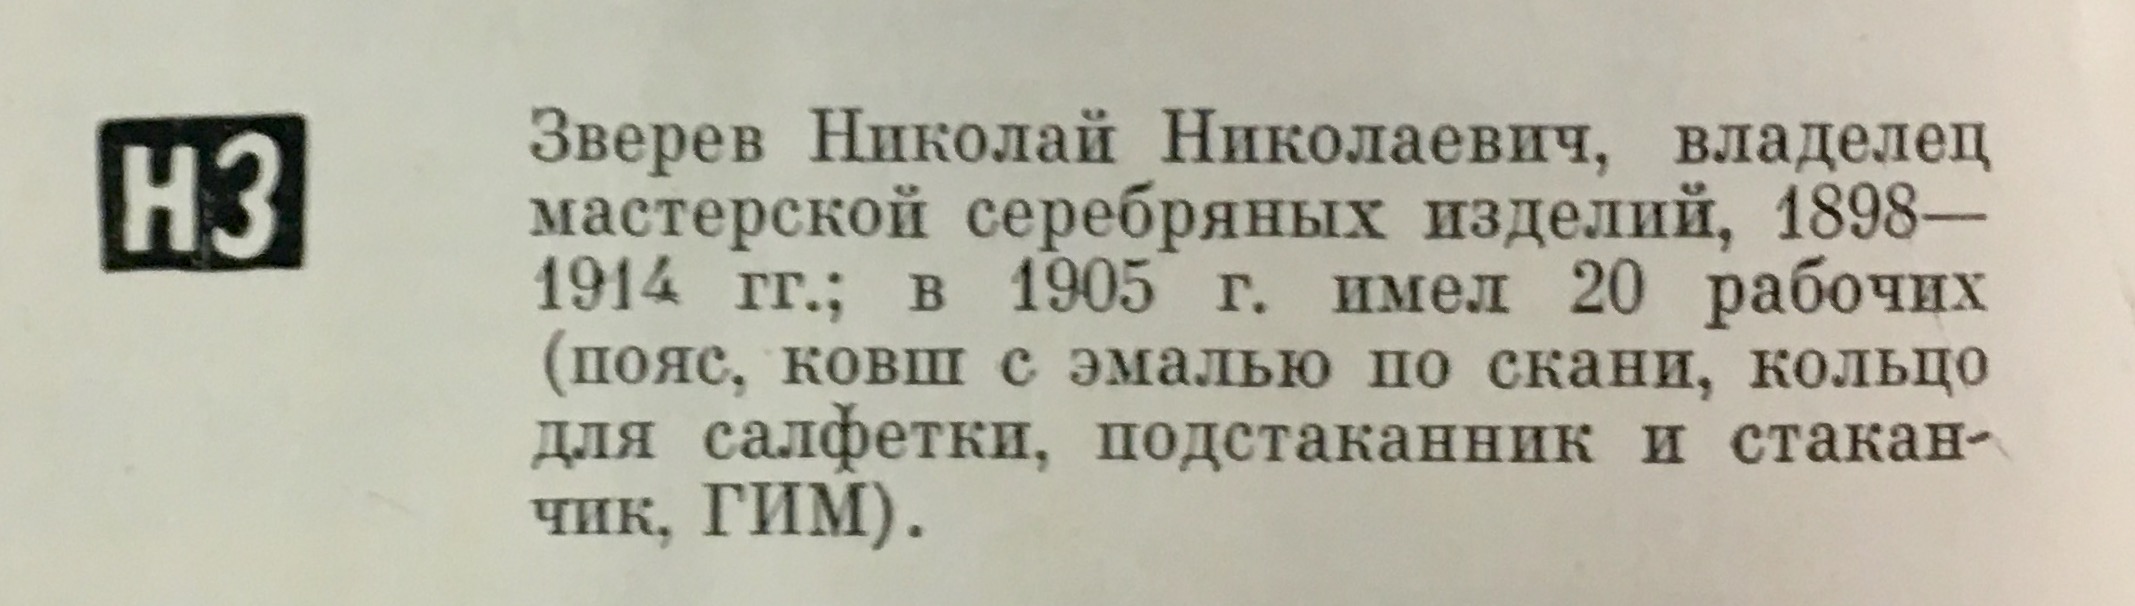 НЗ
Зверев Николай Николаевич, владелец
мастерской серебряных изделий, 1898—
1914 гг.; в 1905 г. имел 20 рабочих
(пояс, ковш с эмалью по скани, кольцо
для салфетки, подстаканник и стакан-
чик, ГИМ).